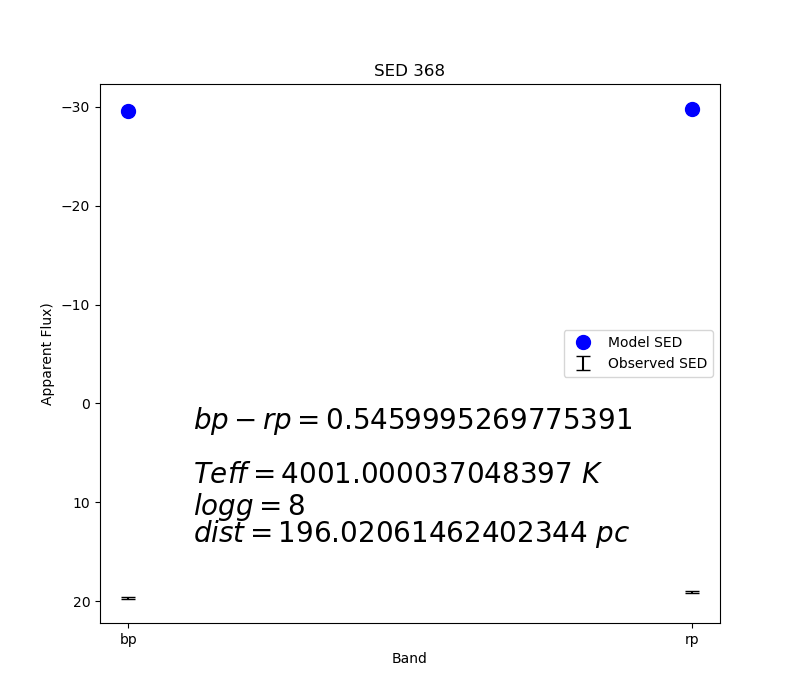 SED 368
−30
−20
−10
0
10
20
Apparent Flux)
Model SED
Observed SED
bp − rp = 0.5459995269775391
Teff = 4001.000037048397 K
logg = 8
dist = 196.02061462402344 pc
bp
rp
Band